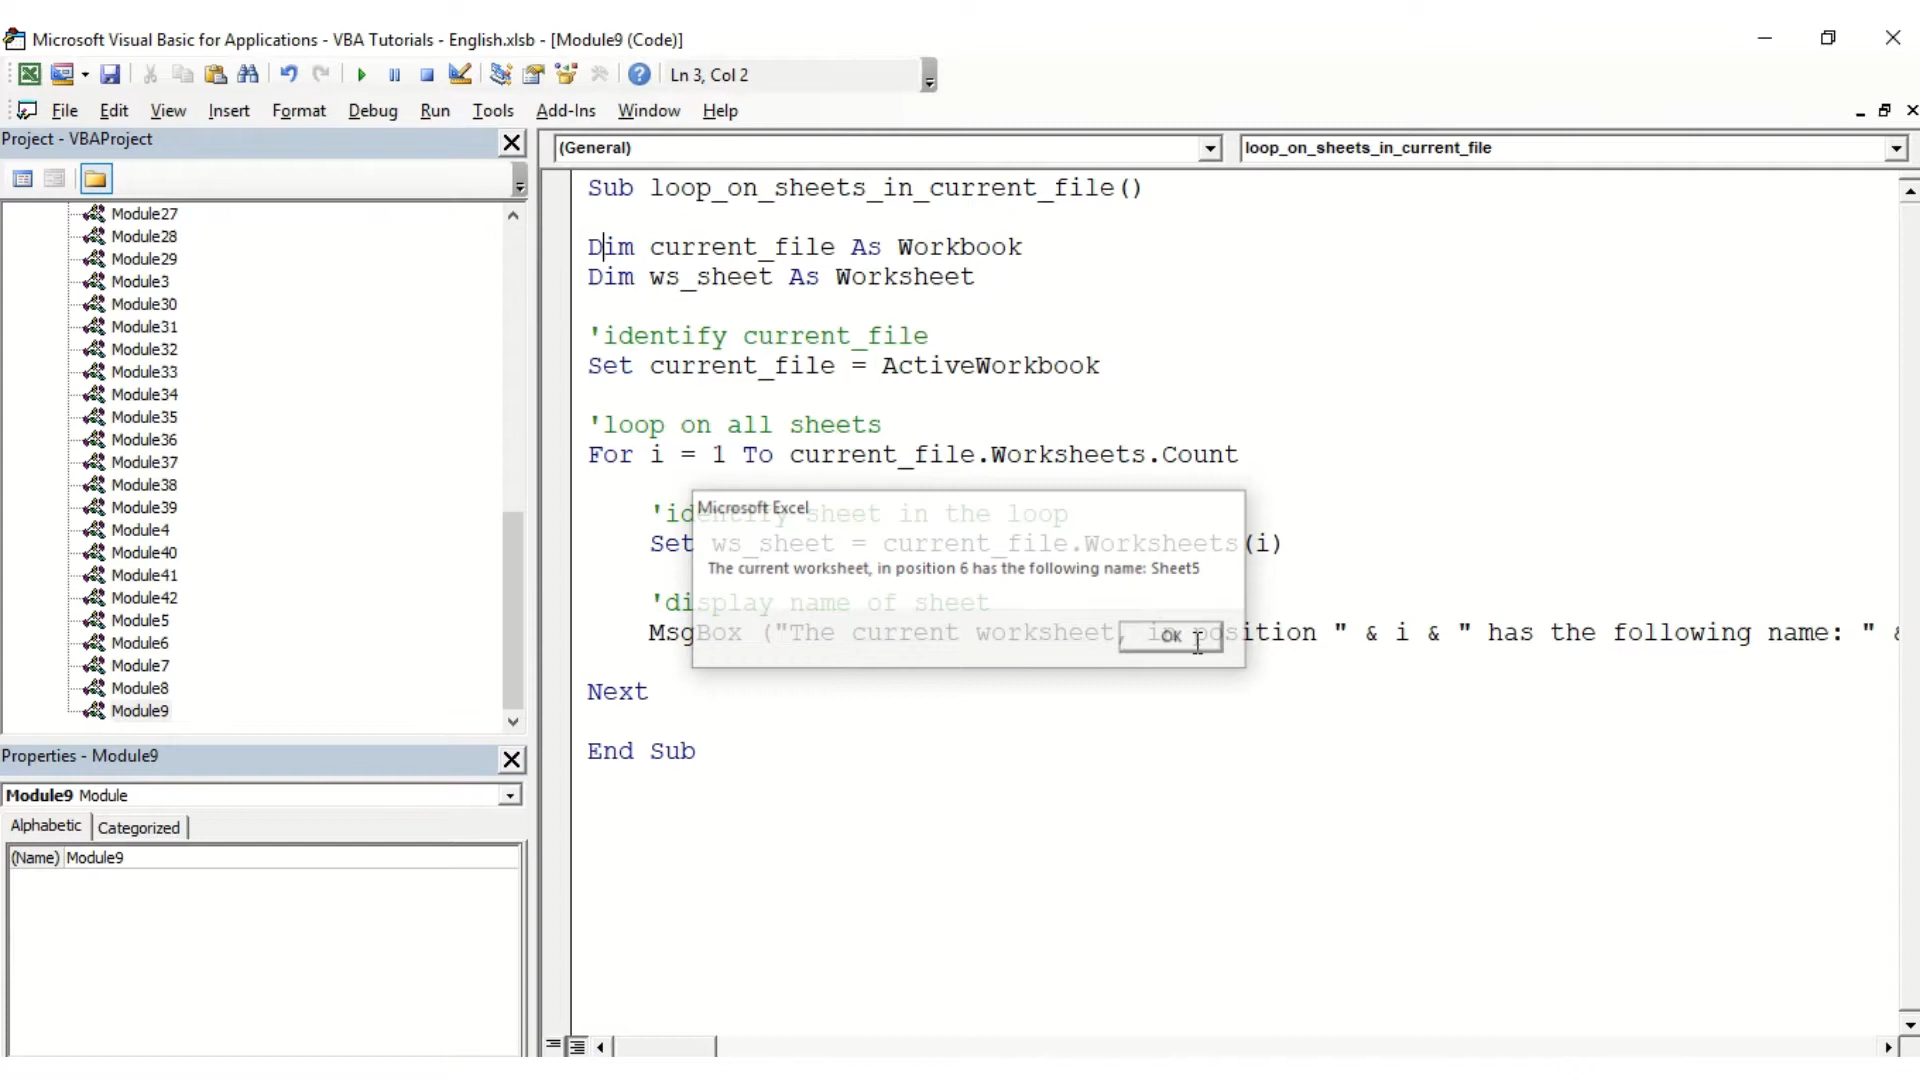 Microsoft Visual Basic for Applications - VBA Tutorials - English.xlsb - [Module9 (Code)]
Ln 3, Col 2
File Edit View Insert Format Debug Run Tools Add-Ins Window Help
Project - VBAProject
Module27
Module28
Module29
Module3
Module30
Module31
Module32
Module33
Module34
Module35
Module36
Module37
Module38
Module39
Module4
Module40
Module41
Module42
Module5
Module6
Module7
Module8
Module9
Properties - Module9
Module9 Module
Alphabetic Categorized
(Name) Module9
(General) loop_on_sheets_in_current_file
Sub loop_on_sheets_in_current_file()
Dim current_file As Workbook
Dim ws_sheet As Worksheet
'identify current_file
Set current_file = ActiveWorkbook
'loop on all sheets
For i = 1 To current_file.Worksheets.Count
'identify sheet in the loop
Set ws_sheet = current_file.Worksheets(i)
'display name of sheet
MsgBox ("The current worksheet, in position " & i & " has the following name: " &
Next
End Sub
Microsoft Excel
The current worksheet, in position 6 has the following name: Sheet5
OK